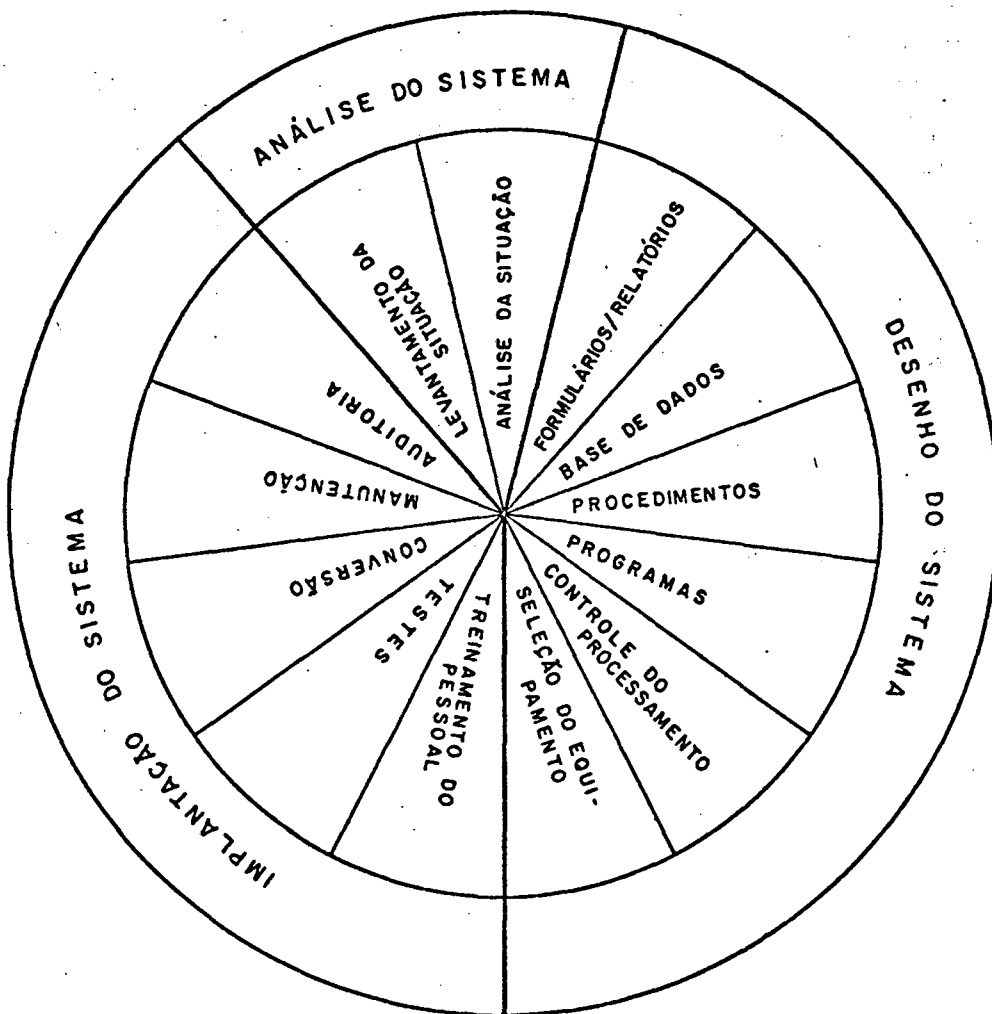 ANÁLISE DO SISTEMA
DESENHO DO SISTEMA
IMPLANTAÇÃO DO SISTEMA
LEVANTAMENTO DA
SITUAÇÃO
ANÁLISE DA SITUAÇÃO
FORMULÁRIOS/RELATÓRIOS
BASE DE DADOS
PROCEDIMENTOS
PROGRAMAS
CONTROLE DO
PROCESSAMENTO
SELEÇÃO DO EQUI-
PAMENTO
TREINAMENTO DO
PESSOAL
TESTES
CONVERSÃO
MANUTENÇÃO
AUDITORIA